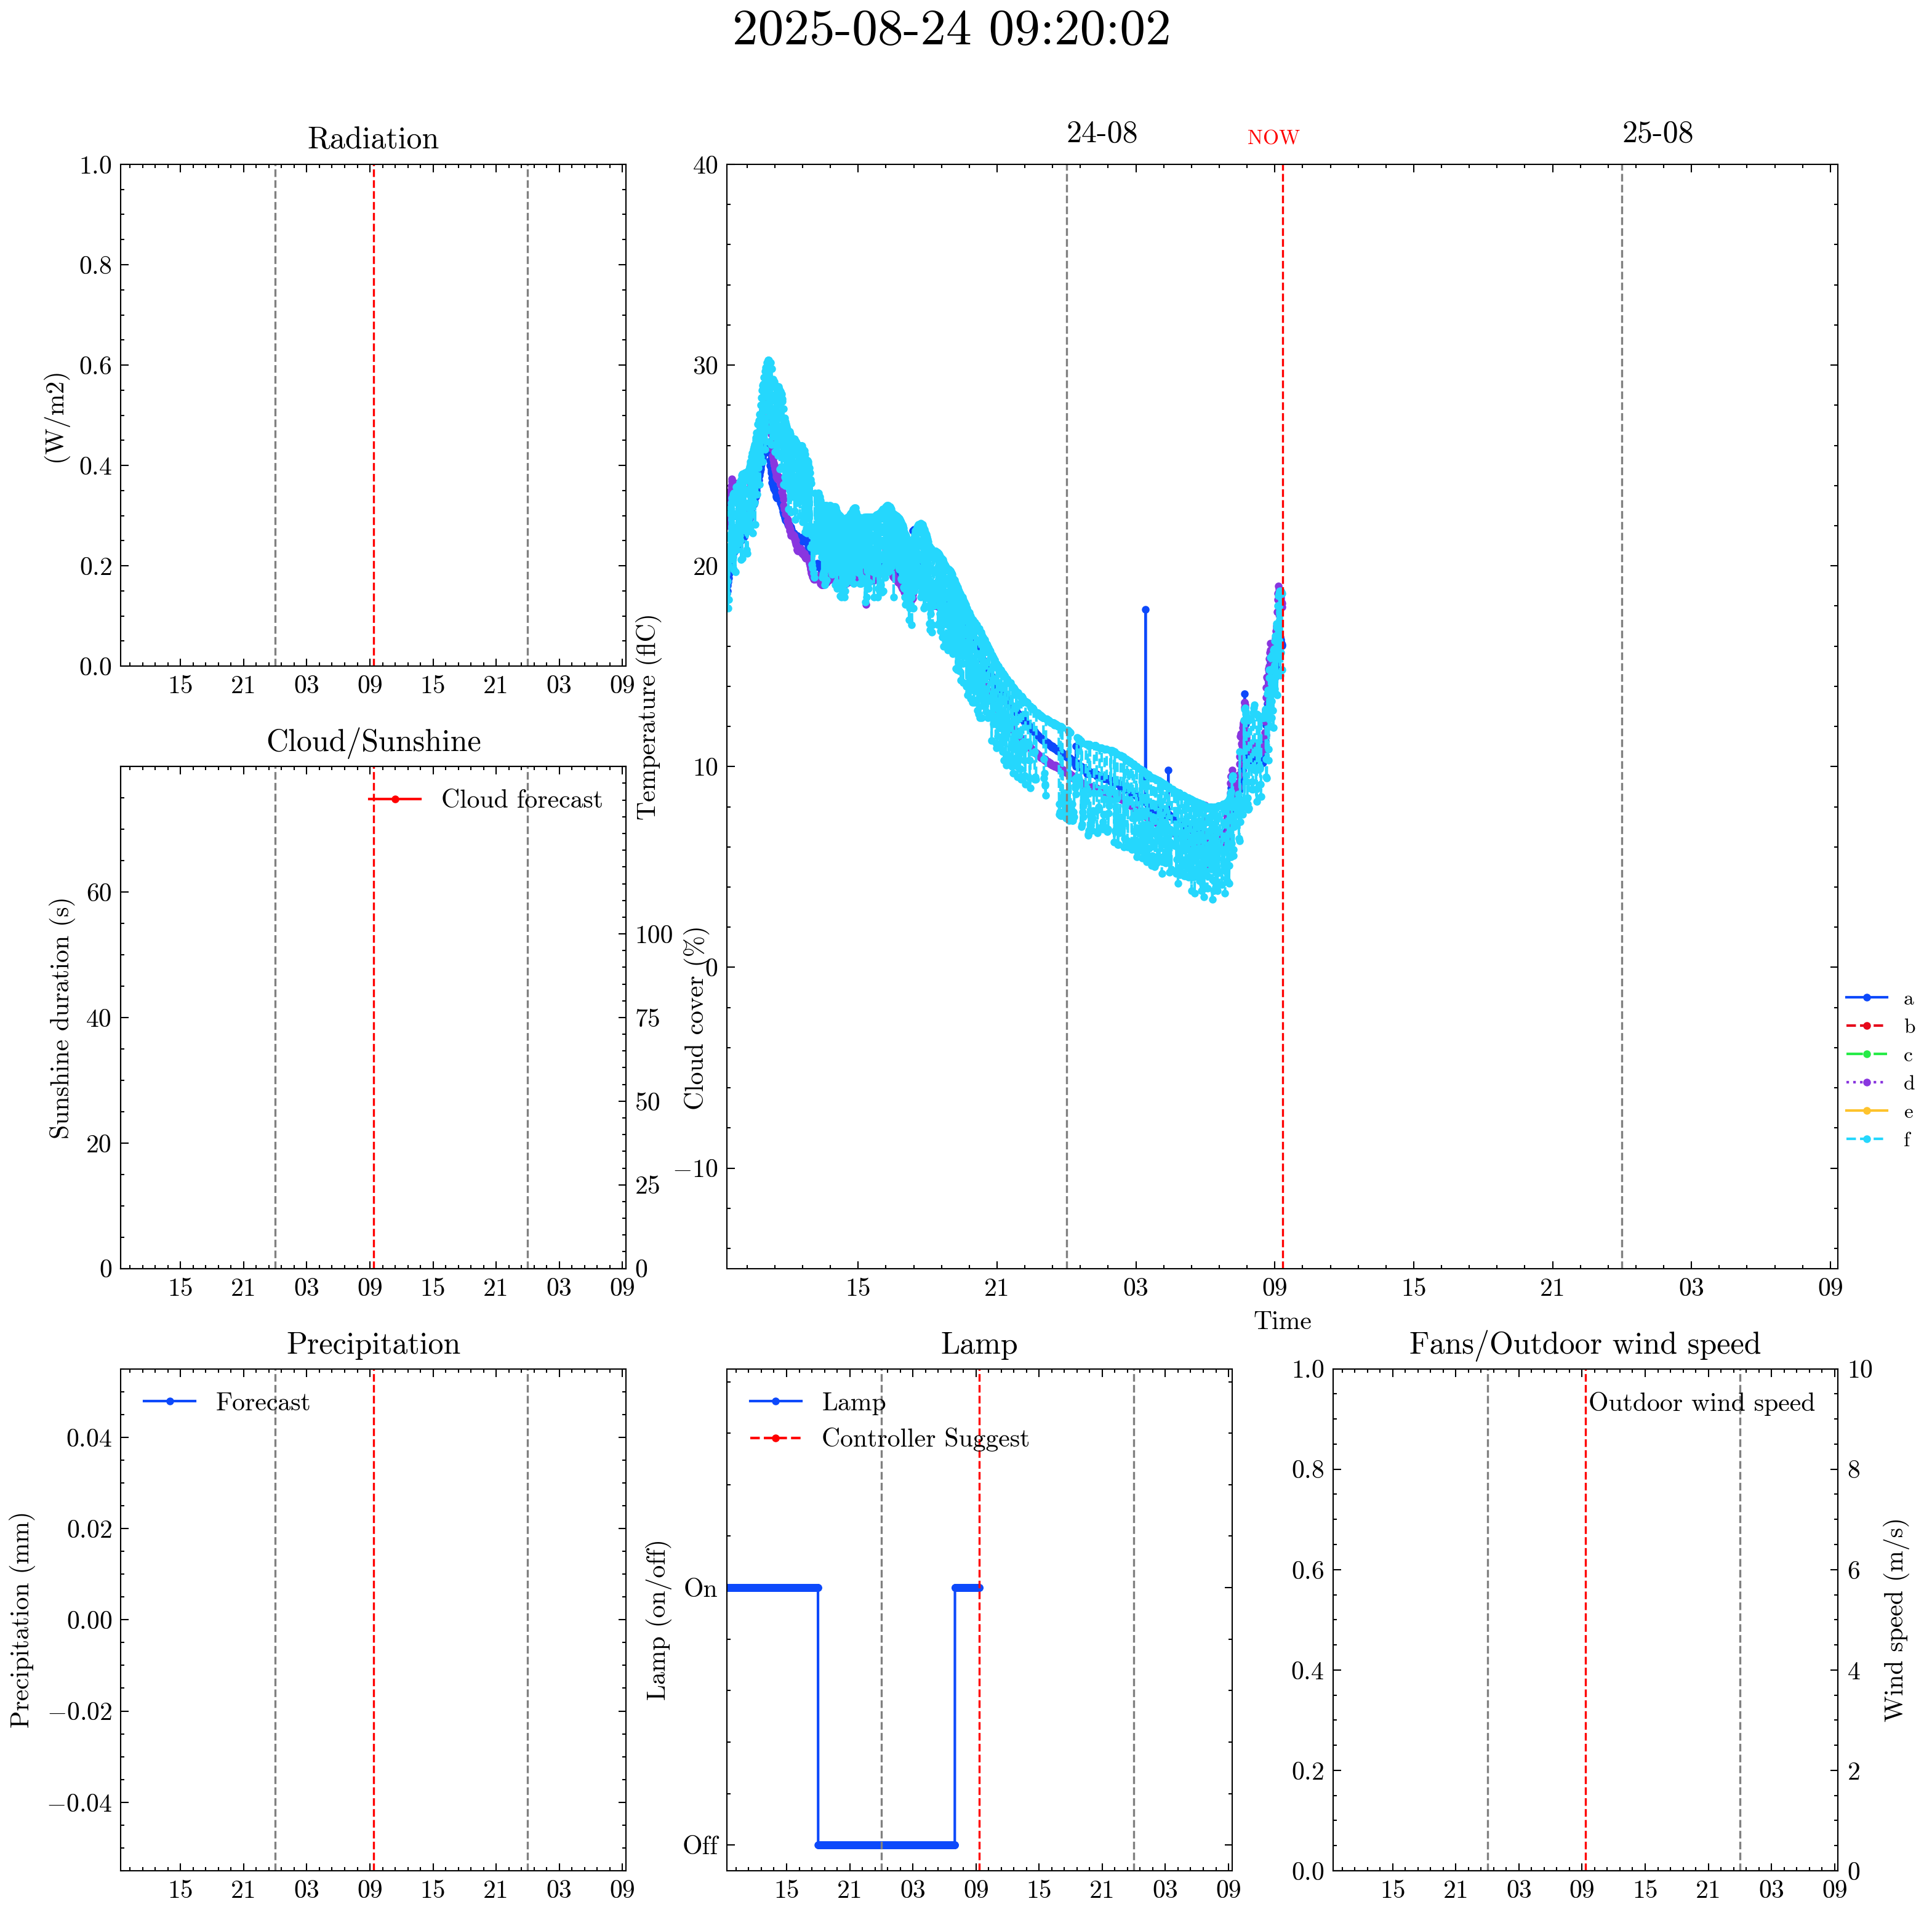 2025-08-24 09:20:02
Radiation
1.0
0.8
0.6
0.4
0.2
0.0
(W/m2)
15 21 03 09 15 21 03 09
24-08
NOW
25-08
40
30
20
10
0
−10
Temperature (flC)
15 21 03 09 15 21 03 09
Time
a
b
c
d
e
f
Cloud/Sunshine
Cloud forecast
60
40
20
0
Sunshine duration (s)
100
75
50
25
0
Cloud cover (%)
15 21 03 09 15 21 03 09
Precipitation
Forecast
0.04
0.02
0.00
−0.02
−0.04
Precipitation (mm)
15 21 03 09 15 21 03 09
Lamp
Lamp
Controller Suggest
On
Off
Lamp (on/off)
15 21 03 09 15 21 03 09
Fans/Outdoor wind speed
Outdoor wind speed
1.0
0.8
0.6
0.4
0.2
0.0
10
8
6
4
2
0
Wind speed (m/s)
15 21 03 09 15 21 03 09